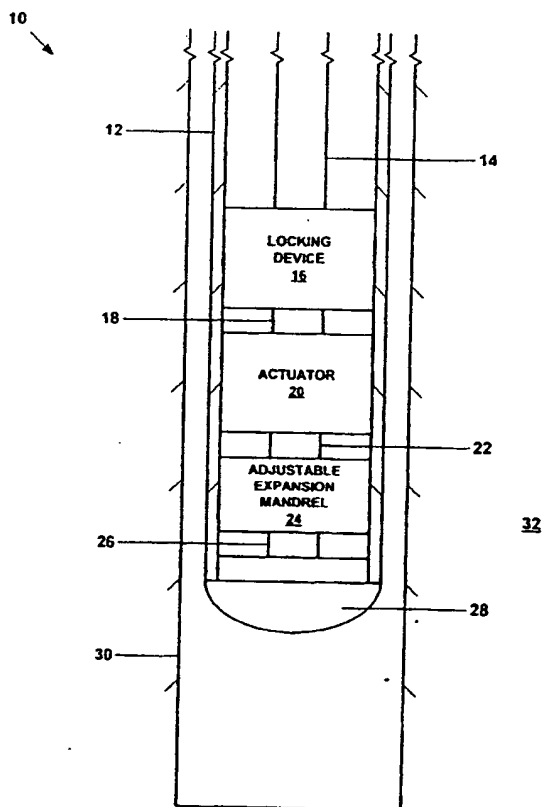 10
12
14
LOCKING
DEVICE
16
18
ACTUATOR
20
22
ADJUSTABLE
EXPANSION
MANDREL
24
32
26
28
30